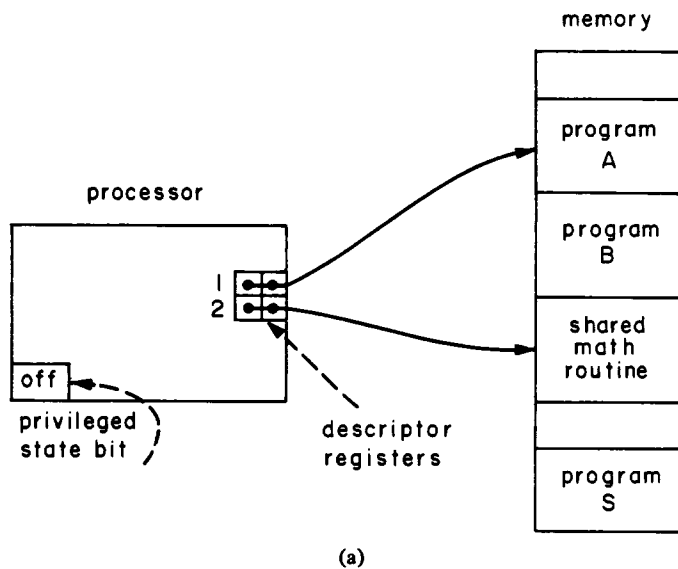 memory
program
A
processor
program
B
1
2
shared
math
routine
off
privileged
state bit
descriptor
registers
program
S
(a)